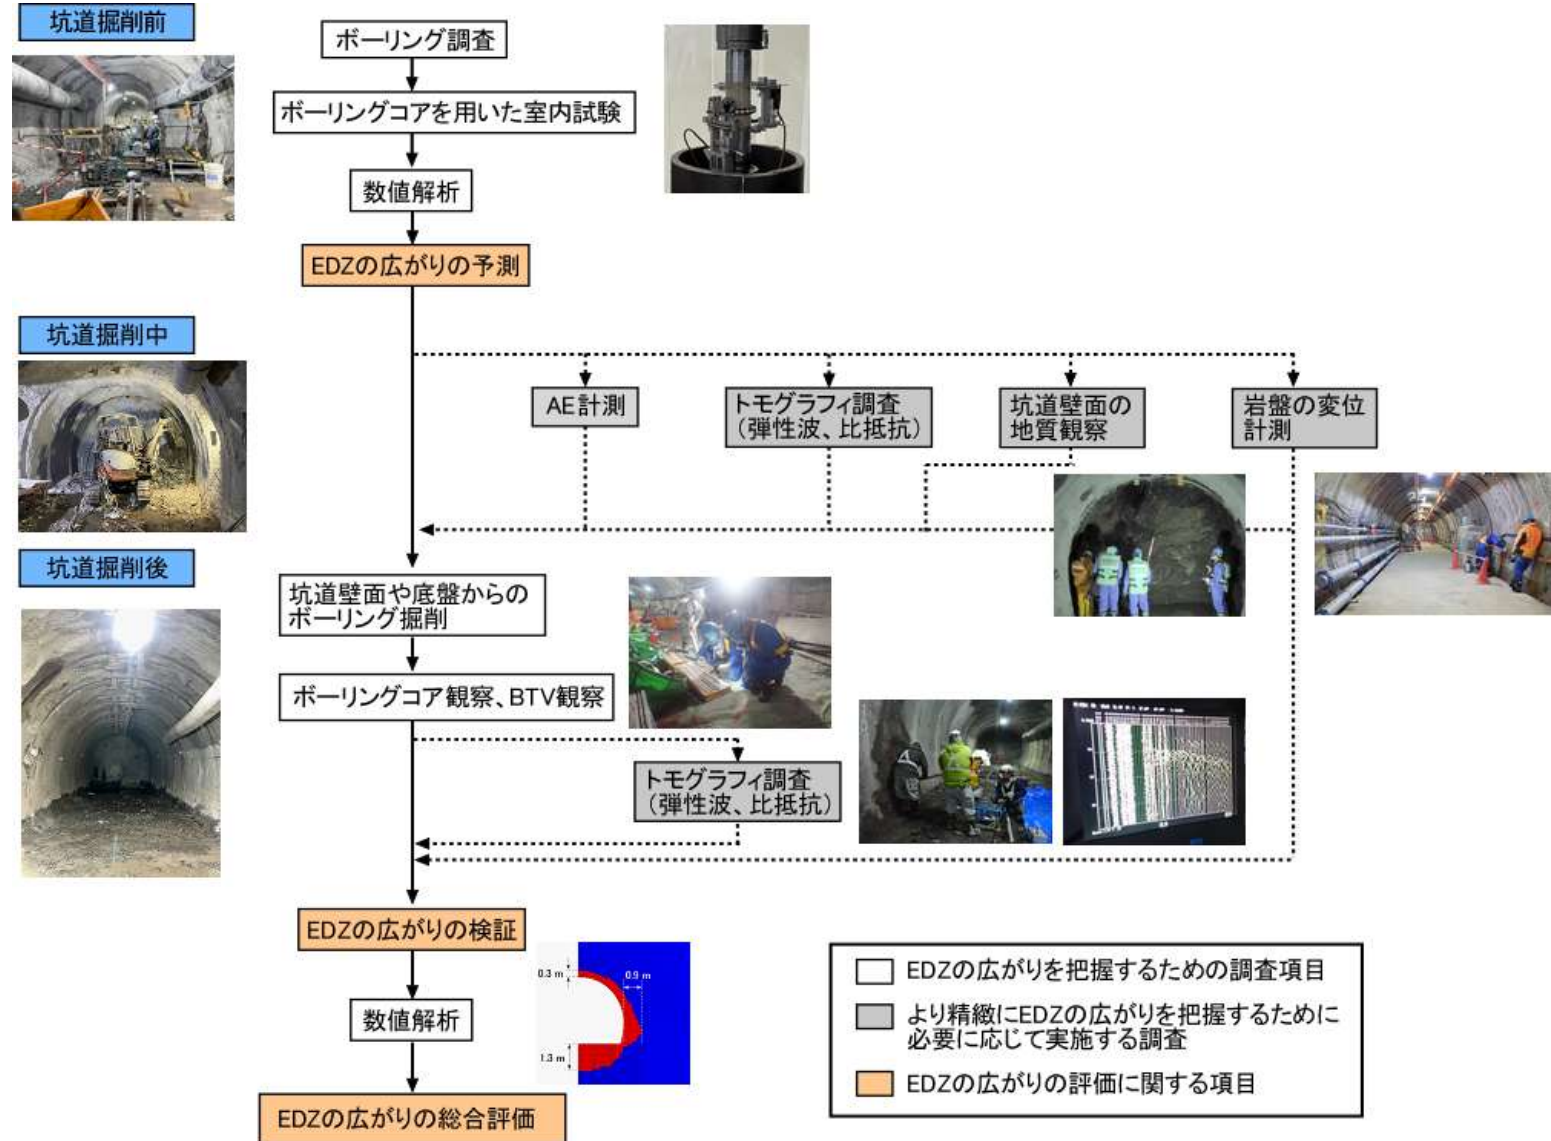 坑道掘削前
ボーリング調査
ボーリングコアを用いた室内試験
数値解析
EDZの広がりの予測
坑道掘削中
AE計測
トモグラフィ調査
(弾性波、比抵抗)
坑道壁面の
地質観察
岩盤の変位
計測
坑道掘削後
坑道壁面や底盤からの
ボーリング掘削
ボーリングコア観察、BTV観察
トモグラフィ調査
(弾性波、比抵抗)
EDZの広がりの検証
0.3 m
0.9 m
1.3 m
数値解析
EDZの広がりの総合評価
EDZの広がりを把握するための調査項目
より精緻にEDZの広がりを把握するために
必要に応じて実施する調査
EDZの広がりの評価に関する項目